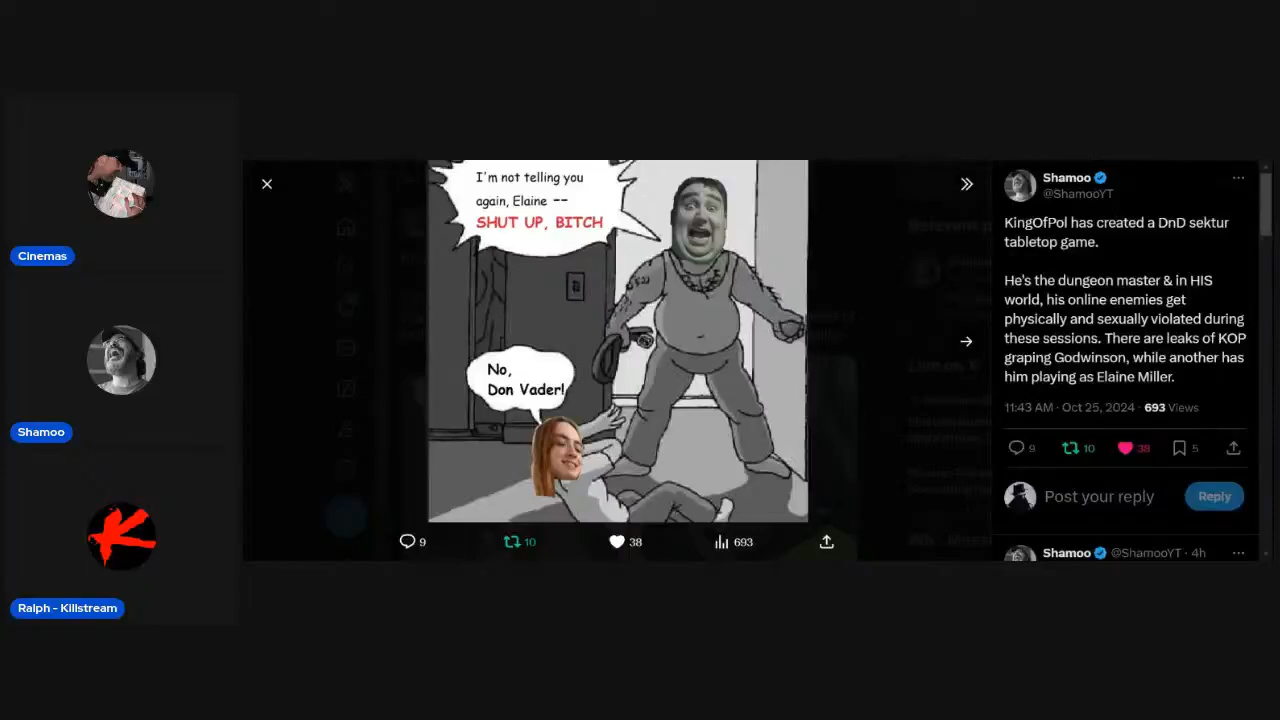 Cinemas
Shamoo
Ralph - Killstream
I'm not telling you
again, Elaine --
SHUT UP, BITCH
No,
Don Vader!
9
10
38
693
Shamoo
@ShamooYT
KingOfPol has created a DnD sektur
tabletop game.
He's the dungeon master & in HIS
world, his online enemies get
physically and sexually violated during
these sessions. There are leaks of KOP
graping Godwinson, while another has
him playing as Elaine Miller.
11:43 AM · Oct 25, 2024 · 693 Views
9 10 38 5
Post your reply Reply
Shamoo @ShamooYT · 4h